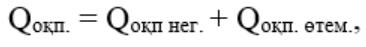 Qоқп. = Qоқп нег. + Qоқп. өтем.,